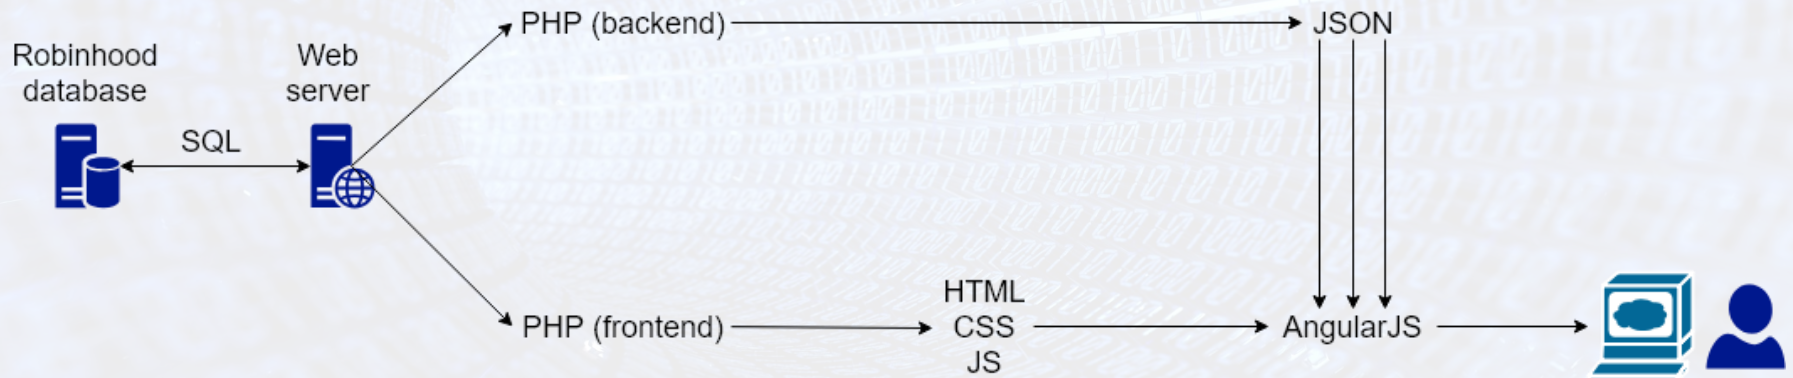 Robinhood
database
SQL
Web
server
PHP (backend)
JSON
PHP (frontend)
HTML
CSS
JS
AngularJS